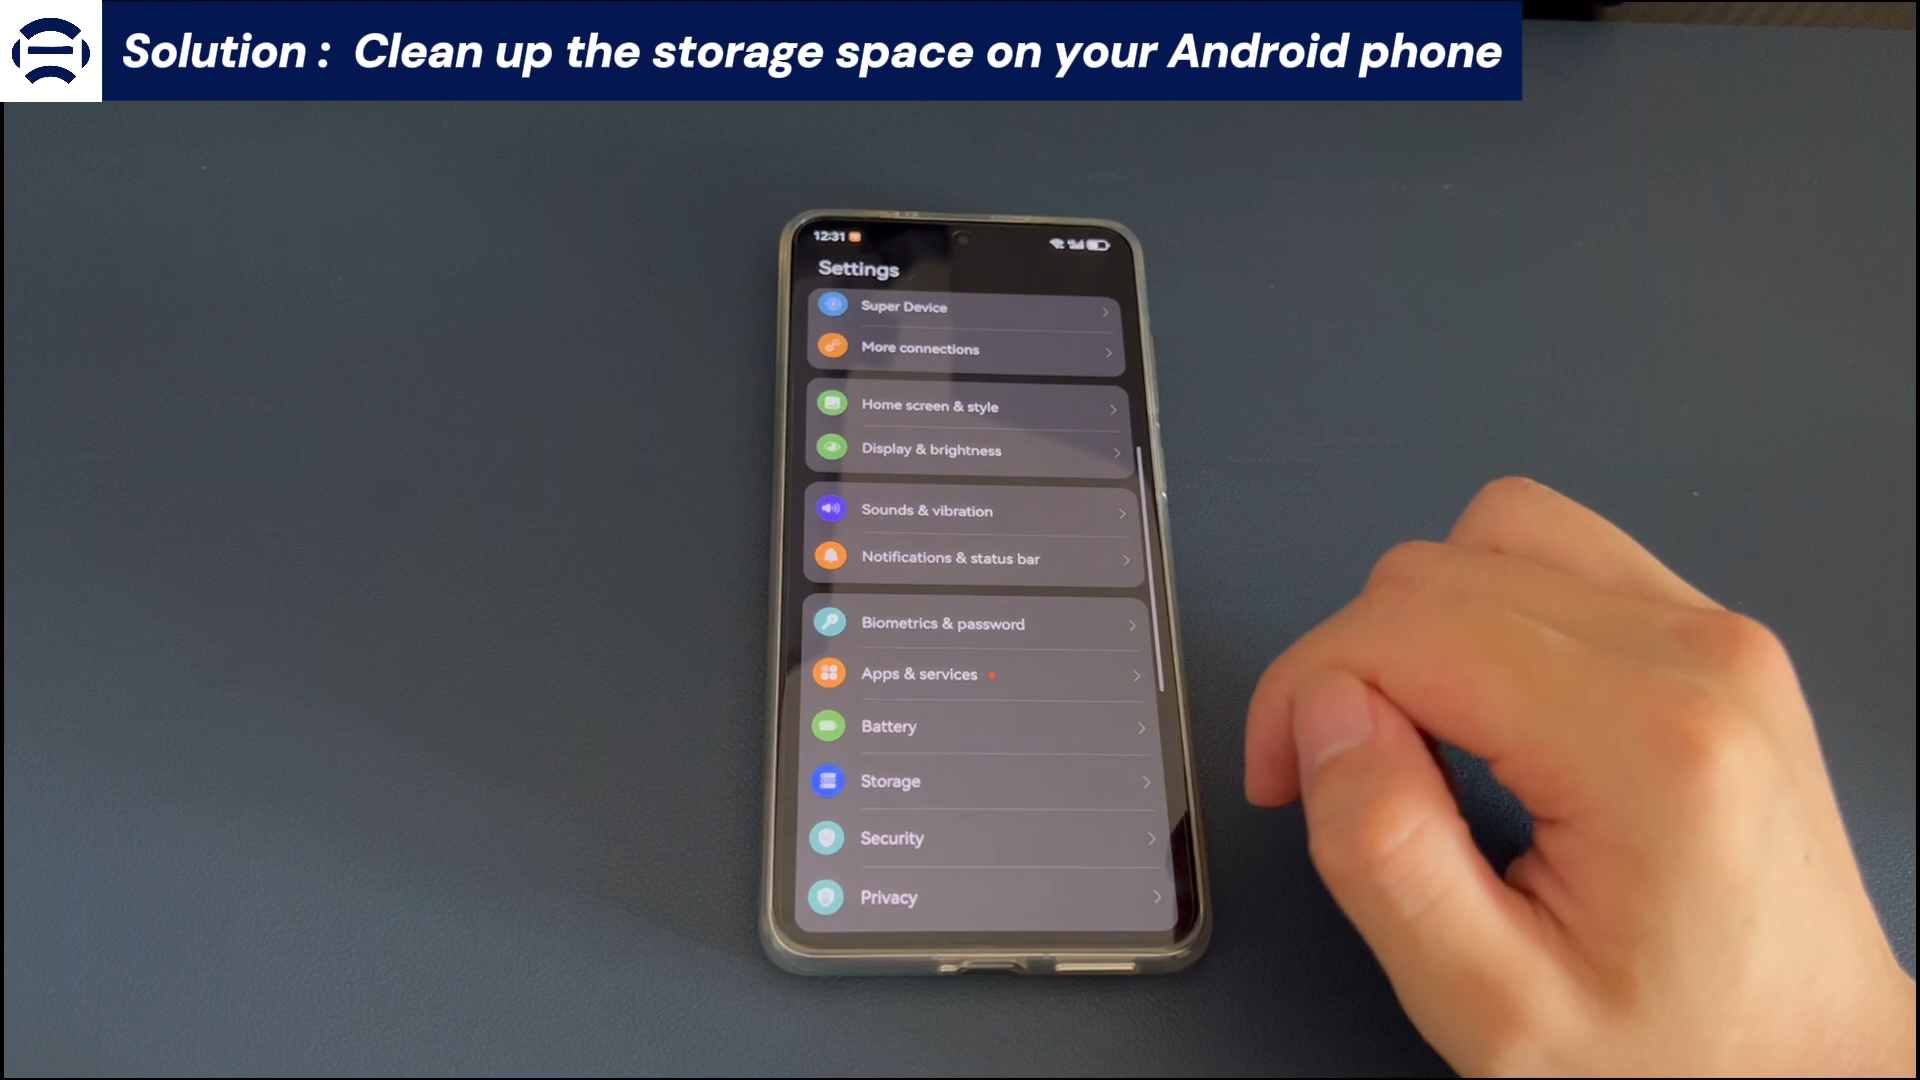 Solution : Clean up the storage space on your Android phone
12:31
Settings
Super Device
More connections
Home screen & style
Display & brightness
Sounds & vibration
Notifications & status bar
Biometrics & password
Apps & services
Battery
Storage
Security
Privacy